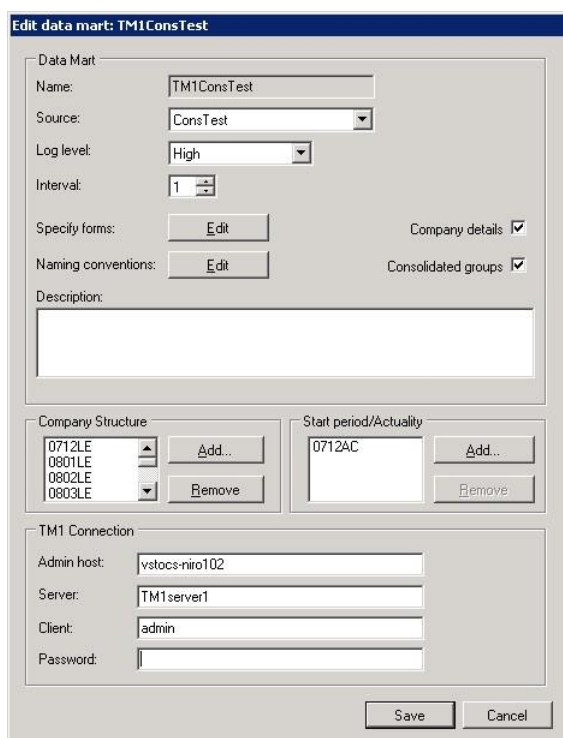 Edit data mart: TM1ConsTest
Data Mart
Name: TM1ConsTest
Source: ConsTest
Log level: High
Interval: 1
Specify forms: Edit Company details
Naming conventions: Edit Consolidated groups
Description:
Company Structure
0712LE
0801LE
0802LE
0803LE
Add...
Remove
Start period/Actuality
0712AC
Add...
Remove
TM1 Connection
Admin host: vstocs-niro102
Server: TM1server1
Client: admin
Password:
Save Cancel